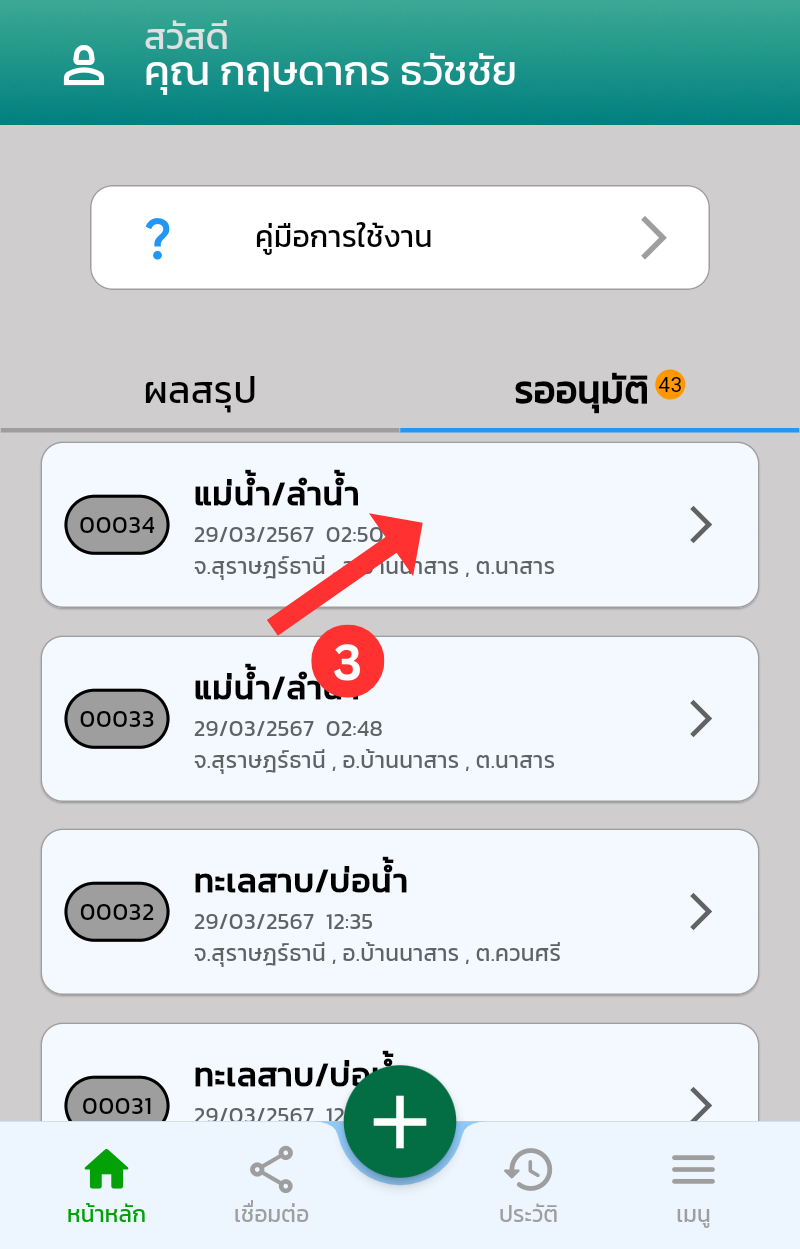 สวัสดี
คุณ กฤษดากร ธวัชชัย
? คู่มือการใช้งาน
ผลสรุป รออนุมัติ 43
00034 แม่น้ำ/ลำน้ำ
29/03/2567 02:50
จ.สุราษฎร์ธานี , ต.นาสาร
3
00033 แม่น้ำ/ลำน้ำ
29/03/2567 02:48
จ.สุราษฎร์ธานี , อ.บ้านนาสาร , ต.นาสาร
00032 ทะเลสาบ/บ่อน้ำ
29/03/2567 12:35
จ.สุราษฎร์ธานี , อ.บ้านนาสาร , ต.ควนศรี
00031 ทะเลสาบ/บ่อน้ำ
29/03/2567 12
หน้าหลัก เชื่อมต่อ ประวัติ เมนู